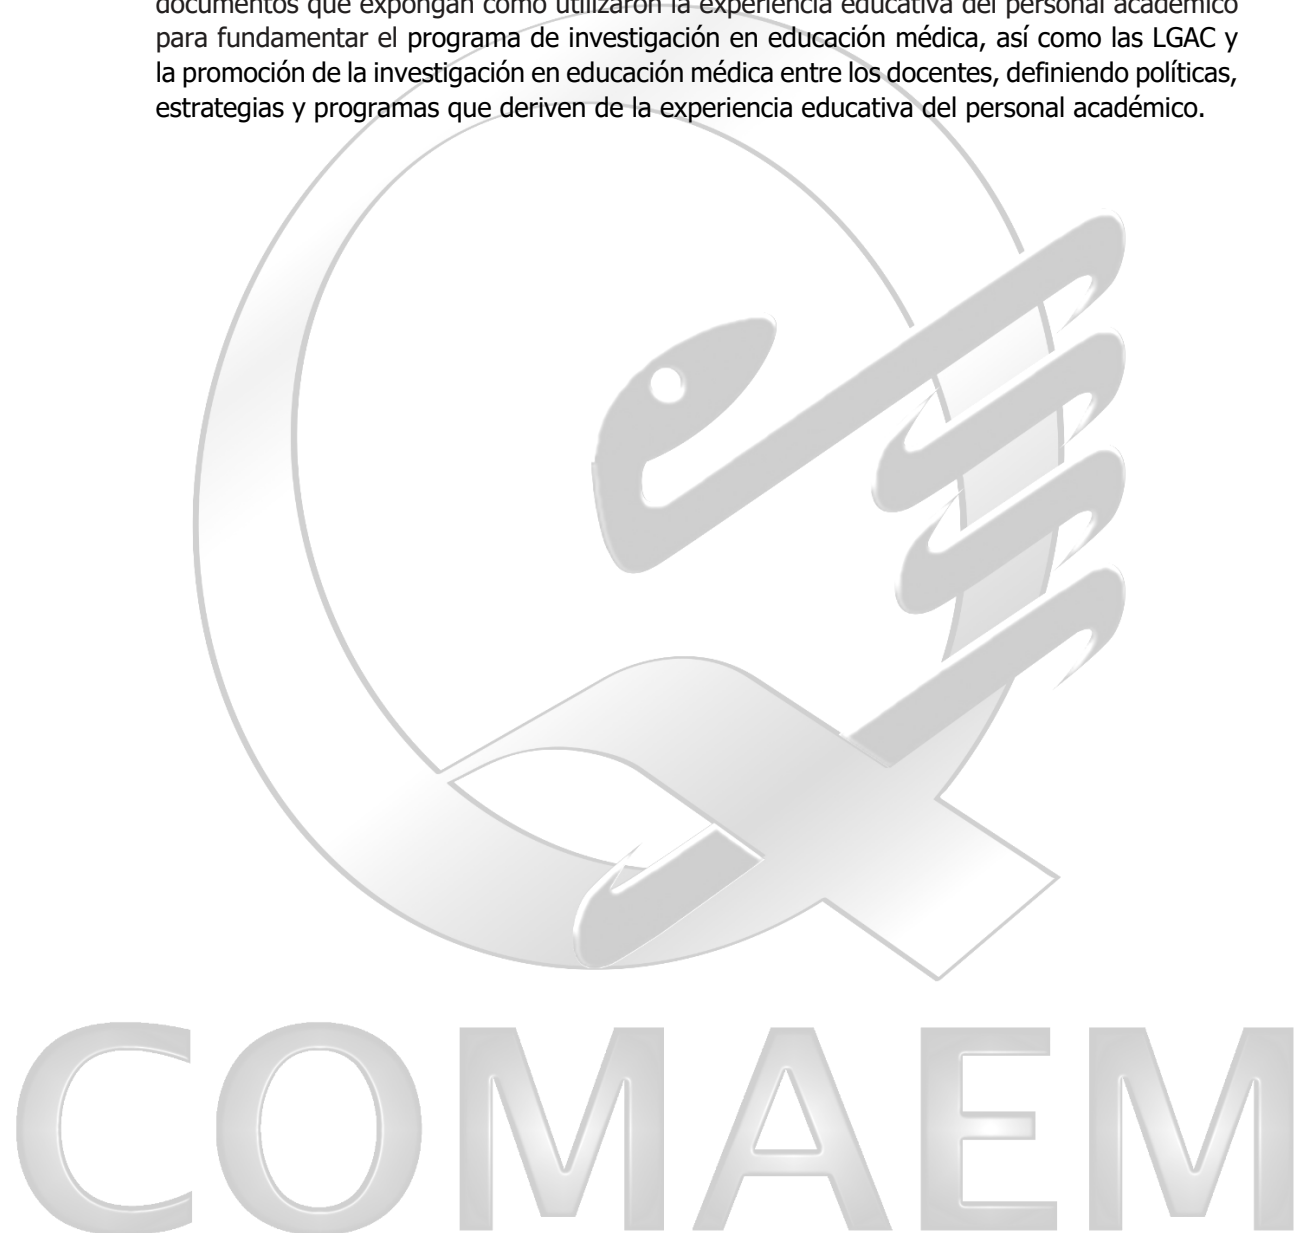 documentos que expongan cómo utilizaron la experiencia educativa del personal académico
para fundamentar el programa de investigación en educación médica, así como las LGAC y
la promoción de la investigación en educación médica entre los docentes, definiendo políticas,
estrategias y programas que deriven de la experiencia educativa del personal académico.
COMAEM